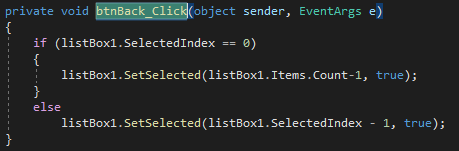 private void btnBack_Click(object sender, EventArgs e)
{
if (listBox1.SelectedIndex == 0)
{
listBox1.SetSelected(listBox1.Items.Count-1, true);
}
else
listBox1.SetSelected(listBox1.SelectedIndex - 1, true);
}